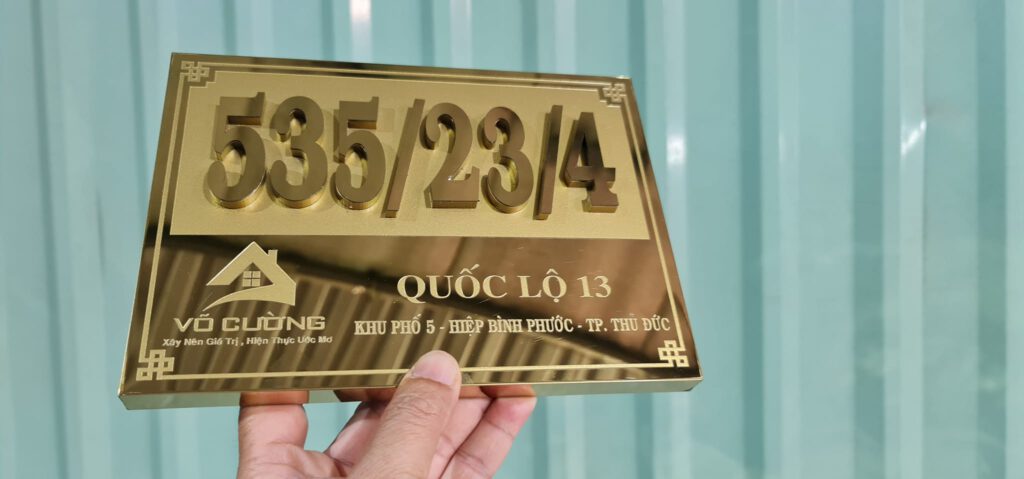 535/23/4
VÕ CƯỜNG
Xây Nên Giá Trị , Hiện Thực Ước Mơ
QUỐC LỘ 13
KHU PHỐ 5 - HIỆP BÌNH PHƯỚC - TP. THỦ ĐỨC